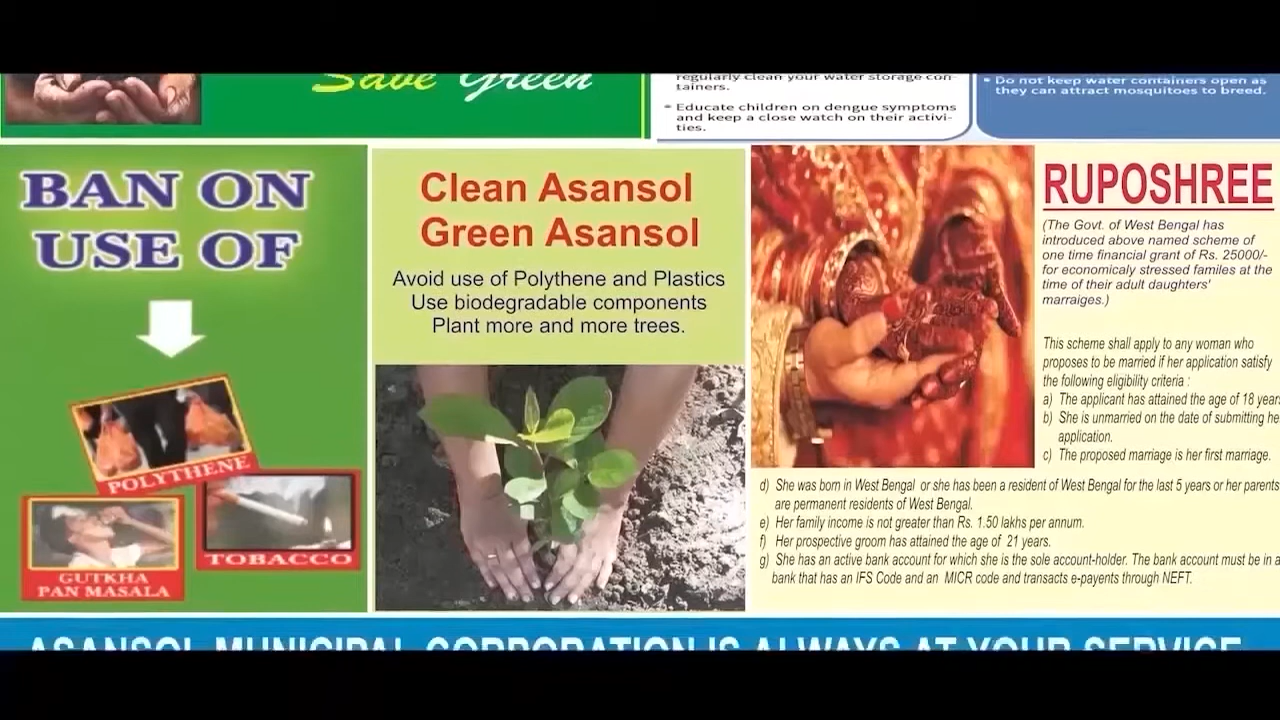 Save Green
regularly clean your water storage con-
tainers.
Educate children on dengue symptoms
and keep a close watch on their activi-
ties.
Do not keep water containers open as
they can attract mosquitoes to breed.
BAN ON
USE OF
POLYTHENE
TOBACCO
GUTKHA
PAN MASALA
Clean Asansol
Green Asansol
Avoid use of Polythene and Plastics
Use biodegradable components
Plant more and more trees.
RUPOSHREE
(The Govt. of West Bengal has
introduced above named scheme of
one time financial grant of Rs. 25000/-
for economicaly stressed familes at the
time of their adult daughters'
marraiges.)
This scheme shall apply to any woman who
proposes to be married if her application satisfy
the following eligibility criteria :
a) The applicant has attained the age of 18 years
b) She is unmarried on the date of submitting he
application.
c) The proposed marriage is her first marriage.
d) She was born in West Bengal or she has been a resident of West Bengal for the last 5 years or her parents
are permanent residents of West Bengal.
e) Her family income is not greater than Rs. 1.50 lakhs per annum.
f) Her prospective groom has attained the age of 21 years.
g) She has an active bank account for which she is the sole account-holder. The bank account must be in a
bank that has an IFS Code and an MICR code and transacts e-payents through NEFT.
ASANSOL MUNICIPAL CORPORATION IS ALWAYS AT YOUR SERVICE